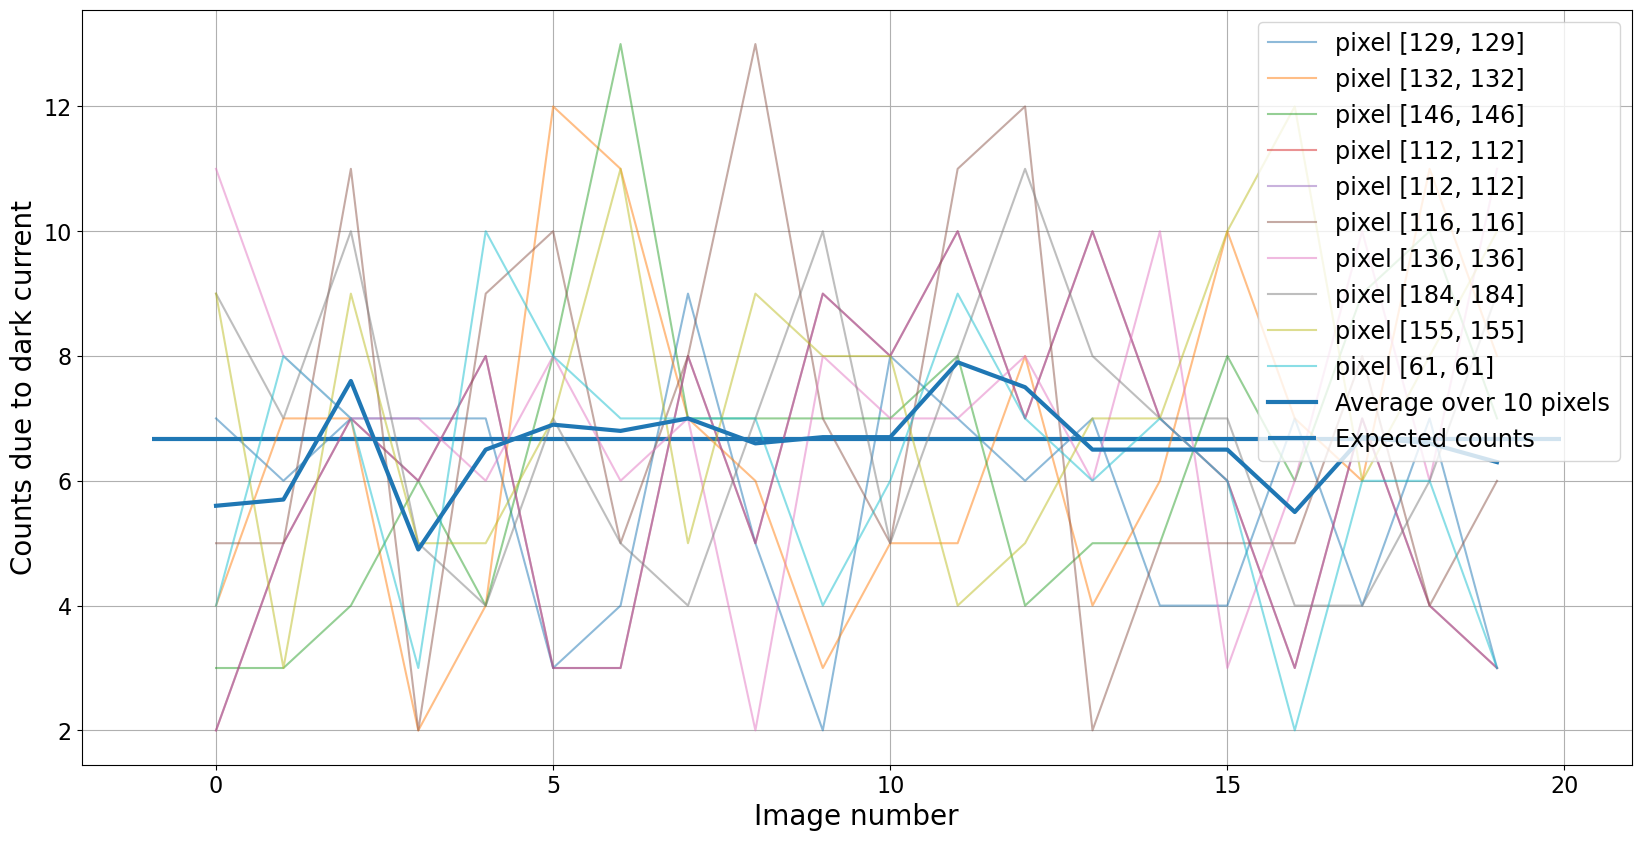 pixel [129, 129]
pixel [132, 132]
pixel [146, 146]
pixel [112, 112]
pixel [112, 112]
pixel [116, 116]
pixel [136, 136]
pixel [184, 184]
pixel [155, 155]
pixel [61, 61]
Average over 10 pixels
Expected counts
Counts due to dark current
12
10
8
6
4
2
0 5 10 15 20
Image number